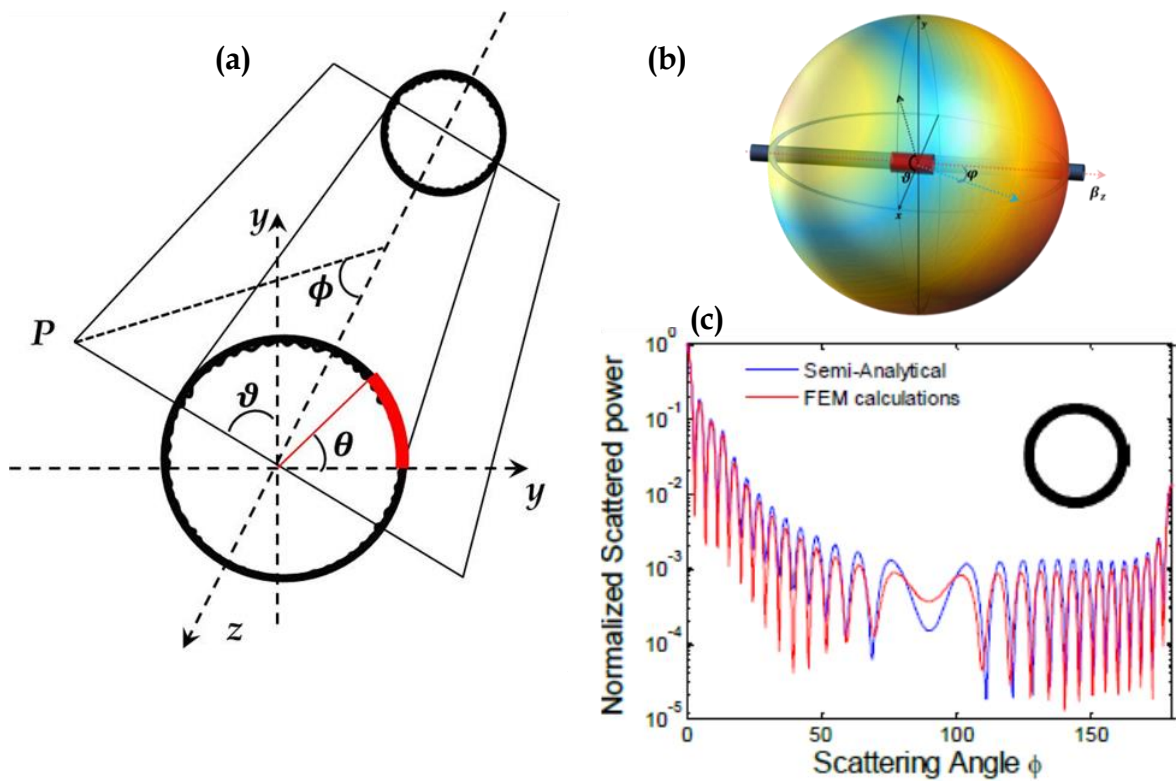 (a)
y
ϕ
P
ϑ
θ
y
z
(b)
y
ϑ
φ
x
β_z
(c)
Normalized Scattered power
10^0
10^-1
10^-2
10^-3
10^-4
10^-5
Semi-Analytical
FEM calculations
0
50
100
150
Scattering Angle ϕ